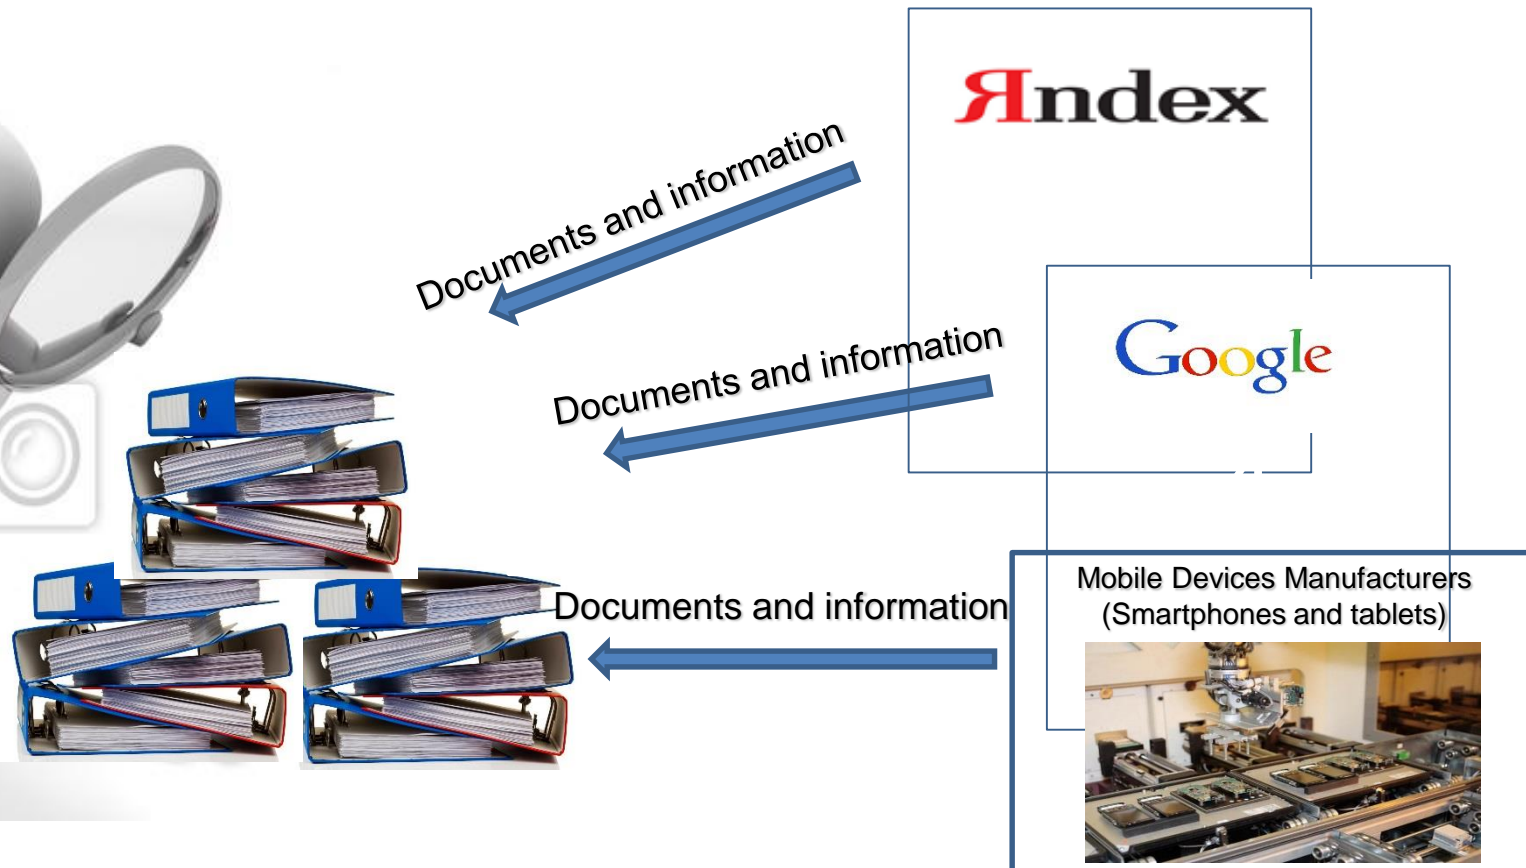 Яndex
Documents and information
Google
Documents and information
Mobile Devices Manufacturers
(Smartphones and tablets)
Documents and information